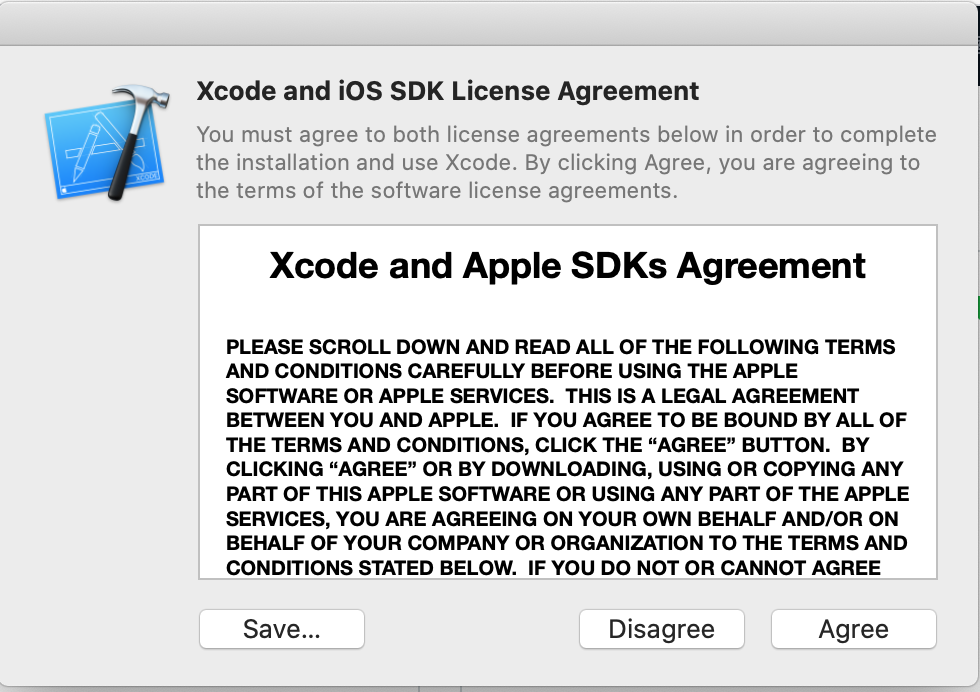 Xcode and iOS SDK License Agreement
You must agree to both license agreements below in order to complete
the installation and use Xcode. By clicking Agree, you are agreeing to
the terms of the software license agreements.
XCODE
Xcode and Apple SDKs Agreement
PLEASE SCROLL DOWN AND READ ALL OF THE FOLLOWING TERMS
AND CONDITIONS CAREFULLY BEFORE USING THE APPLE
SOFTWARE OR APPLE SERVICES.  THIS IS A LEGAL AGREEMENT
BETWEEN YOU AND APPLE.  IF YOU AGREE TO BE BOUND BY ALL OF
THE TERMS AND CONDITIONS, CLICK THE “AGREE” BUTTON.  BY
CLICKING “AGREE” OR BY DOWNLOADING, USING OR COPYING ANY
PART OF THIS APPLE SOFTWARE OR USING ANY PART OF THE APPLE
SERVICES, YOU ARE AGREEING ON YOUR OWN BEHALF AND/OR ON
BEHALF OF YOUR COMPANY OR ORGANIZATION TO THE TERMS AND
CONDITIONS STATED BELOW.  IF YOU DO NOT OR CANNOT AGREE
Save...
Disagree
Agree